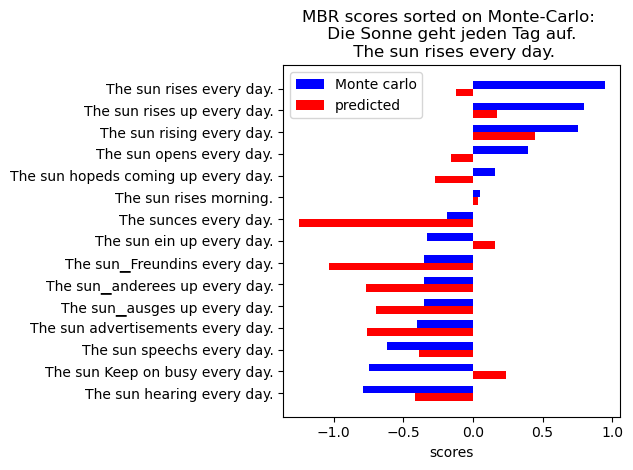 MBR scores sorted on Monte-Carlo:
Die Sonne geht jeden Tag auf.
The sun rises every day.
Monte carlo
predicted
The sun rises every day.
The sun rises up every day.
The sun rising every day.
The sun opens every day.
The sun hopeds coming up every day.
The sun rises morning.
The sunces every day.
The sun ein up every day.
The sun▁Freundins every day.
The sun▁anderees up every day.
The sun▁ausges up every day.
The sun advertisements every day.
The sun speechs every day.
The sun Keep on busy every day.
The sun hearing every day.
−1.0 −0.5 0.0 0.5 1.0
scores